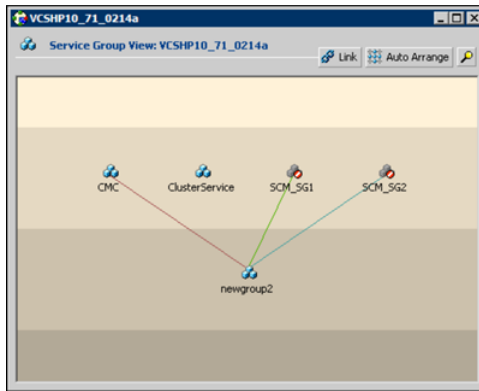 VCSHP10_71_0214a
Service Group View: VCSHP10_71_0214a
Link
Auto Arrange
CMC
ClusterService
SCM_SG1
SCM_SG2
newgroup2